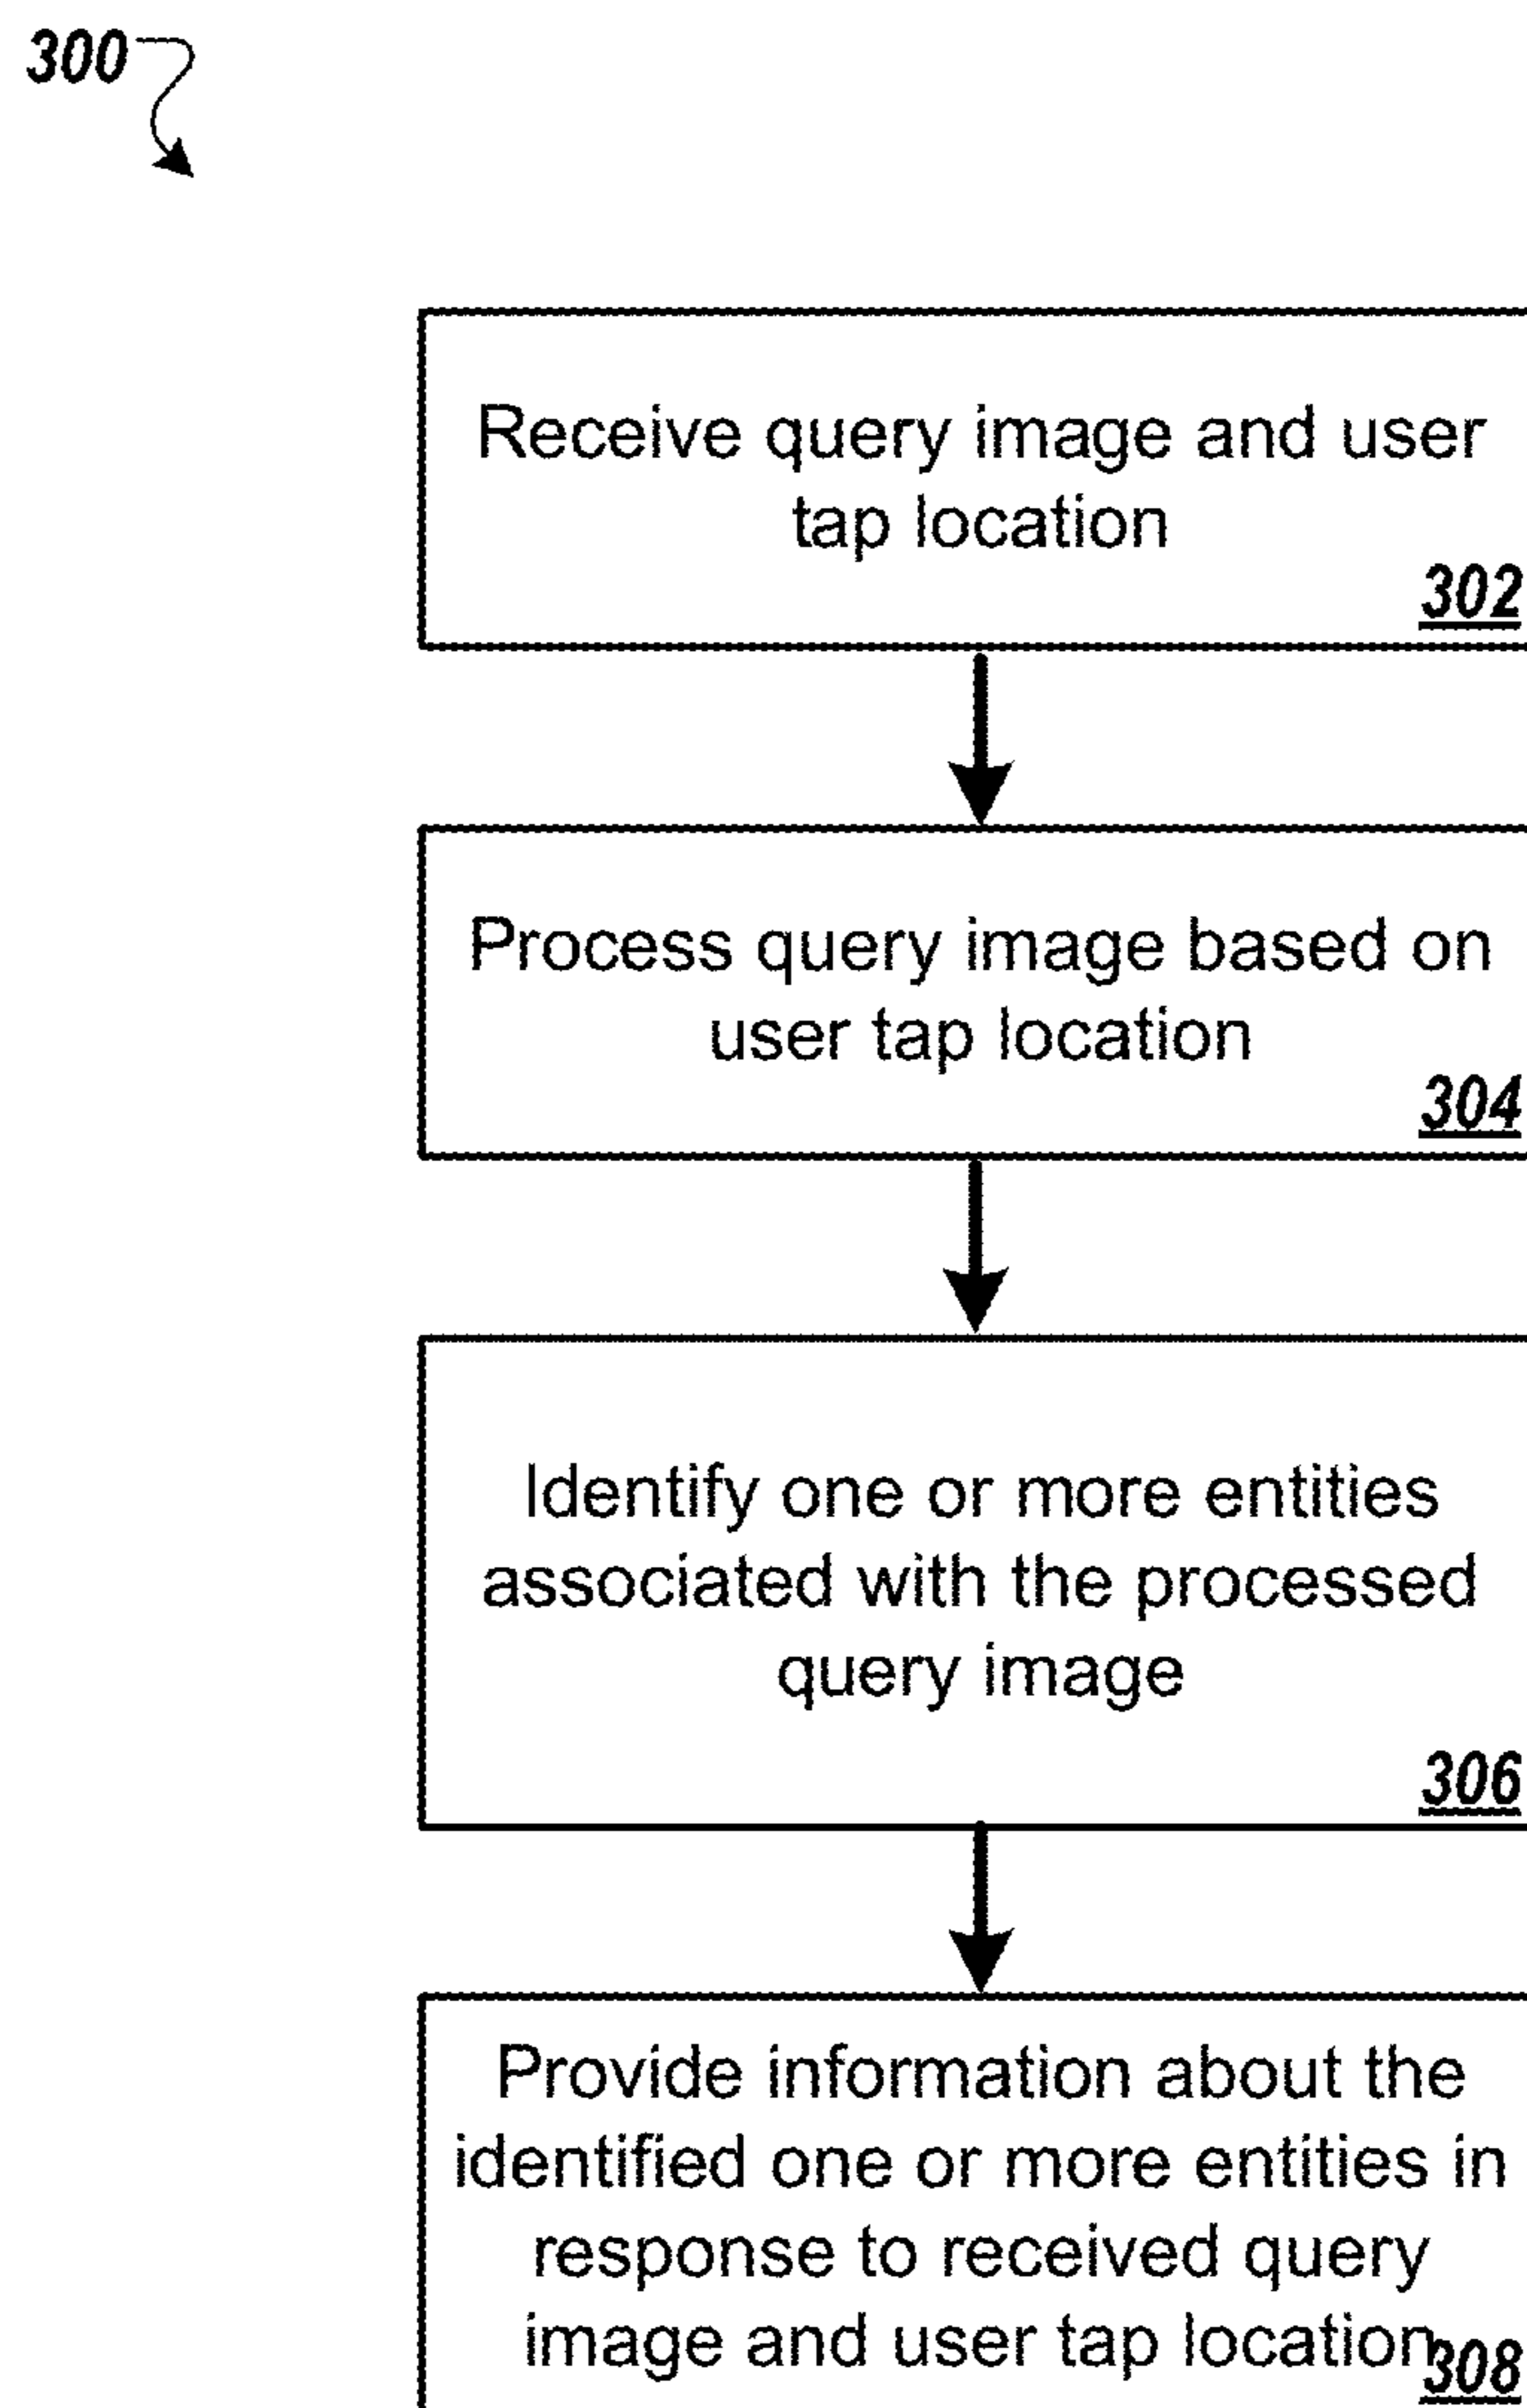 300
Receive query image and user
tap location
302
Process query image based on
user tap location
304
Identify one or more entities
associated with the processed
query image
306
Provide information about the
identified one or more entities in
response to received query
image and user tap location
308